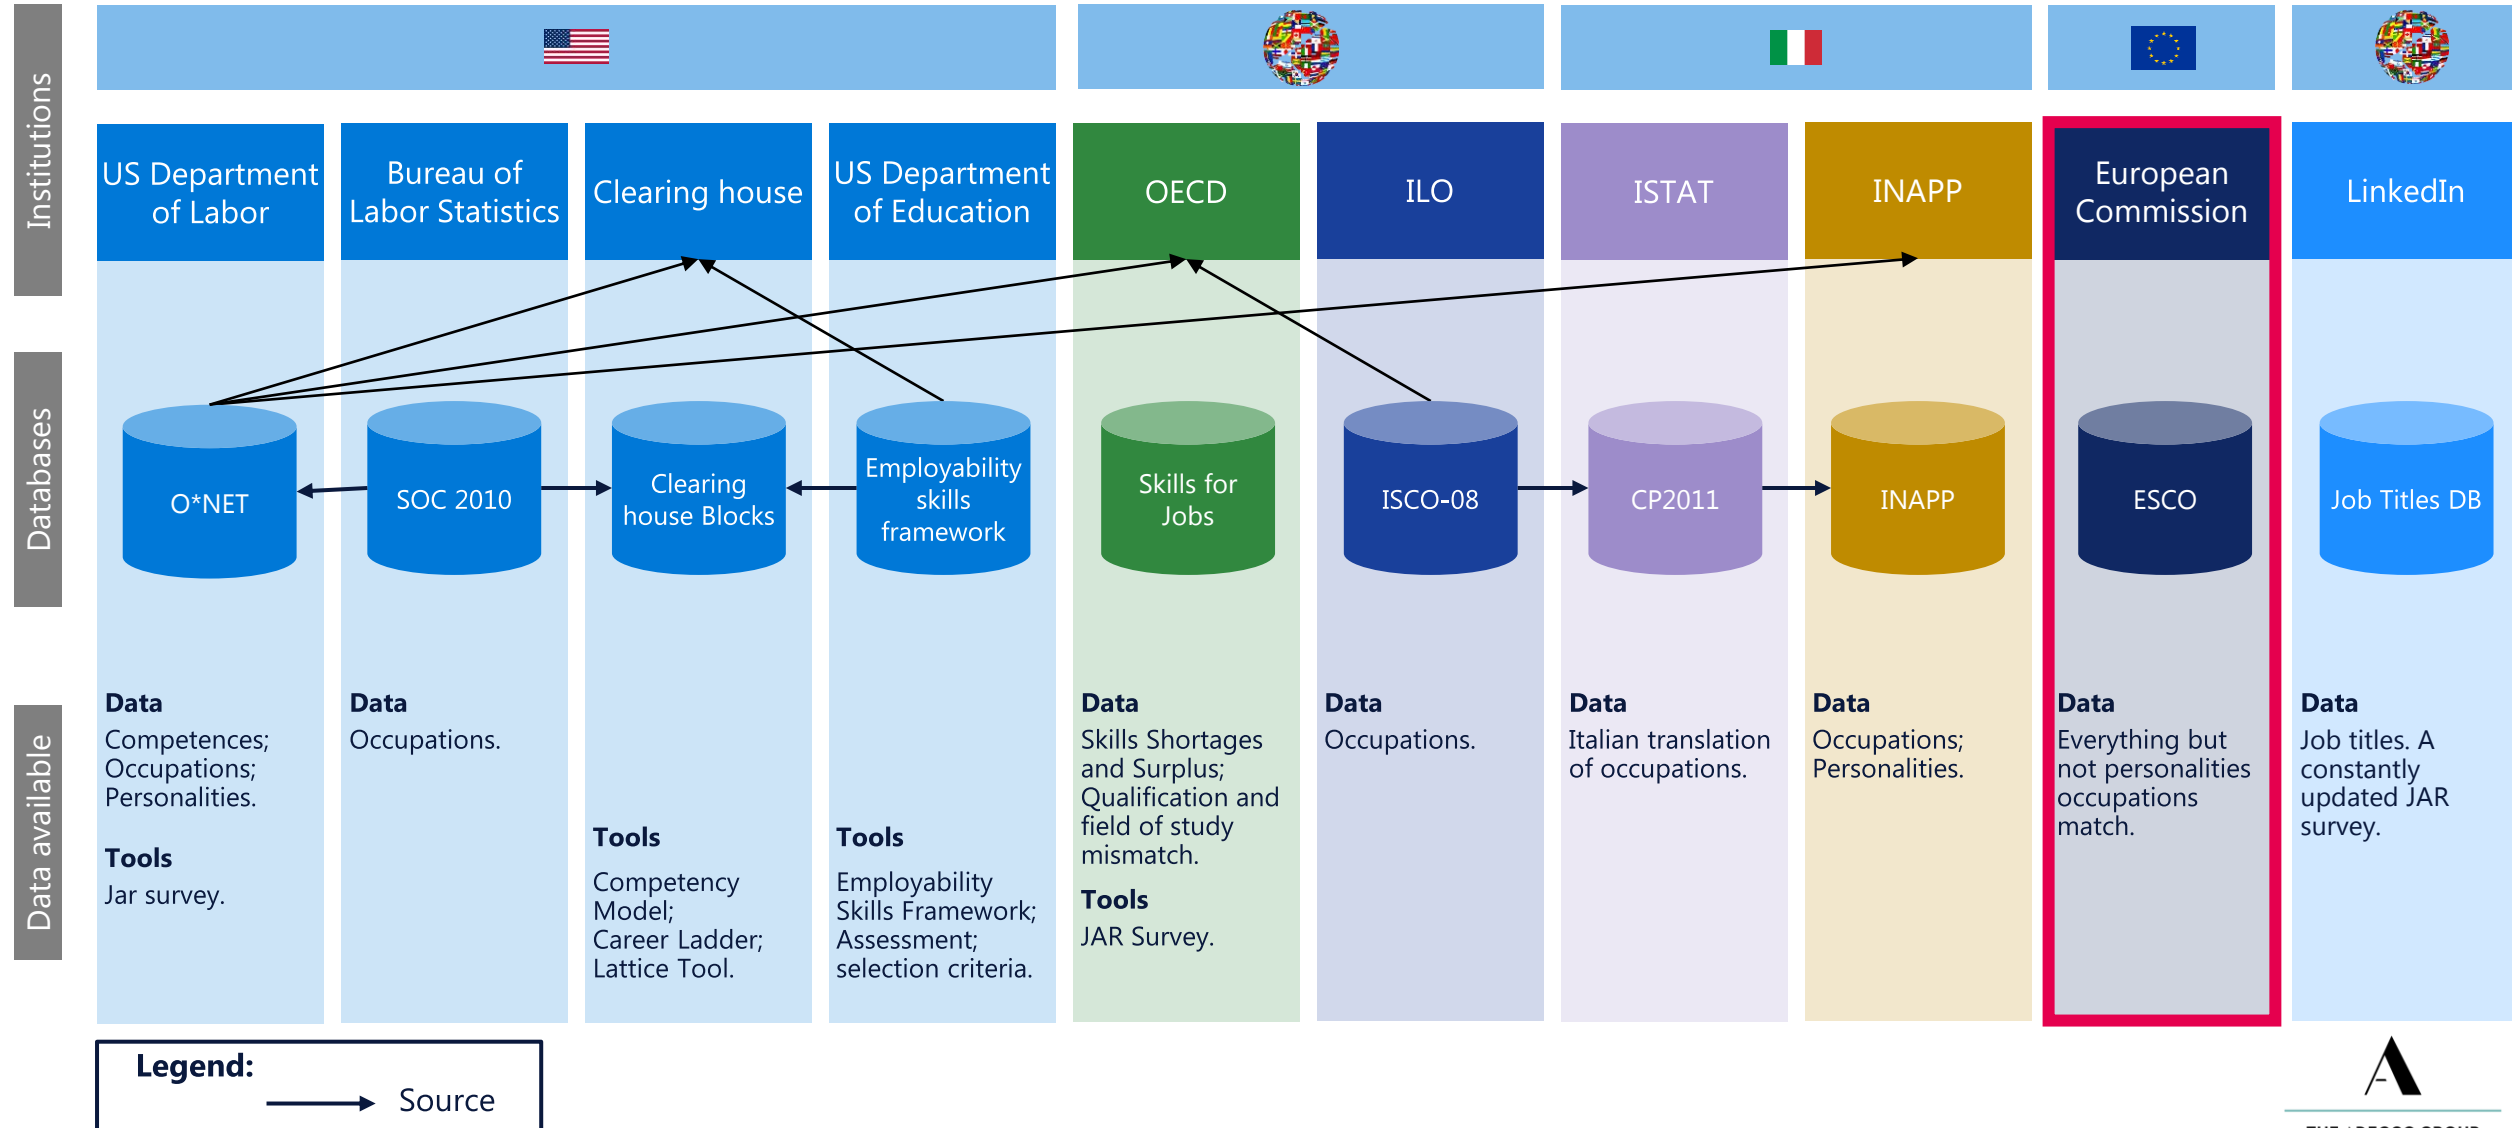 Institutions
US Department
of Labor
Bureau of
Labor Statistics
Clearing house
US Department
of Education
OECD
ILO
ISTAT
INAPP
European
Commission
LinkedIn
Databases
O*NET
SOC 2010
Clearing
house Blocks
Employability
skills
framework
Skills for
Jobs
ISCO-08
CP2011
INAPP
ESCO
Job Titles DB
Data available
Data
Competences;
Occupations;
Personalities.
Tools
Jar survey.
Data
Occupations.
Tools
Competency
Model;
Career Ladder;
Lattice Tool.
Tools
Employability
Skills Framework;
Assessment;
selection criteria.
Data
Skills Shortages
and Surplus;
Qualification and
field of study
mismatch.
Tools
JAR Survey.
Data
Occupations.
Data
Italian translation
of occupations.
Data
Occupations;
Personalities.
Data
Everything but
not personalities
occupations
match.
Data
Job titles. A
constantly
updated JAR
survey.
Legend:
Source
THE ADECCO GROUP